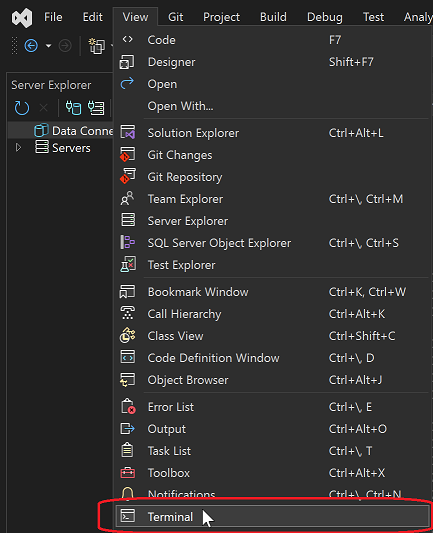 File Edit View Git Project Build Debug Test
Server Explorer
Data Conne
Servers
Code F7
Designer Shift+F7
Open
Open With...
Solution Explorer Ctrl+Alt+L
Git Changes
Git Repository
Team Explorer Ctrl+\, Ctrl+M
Server Explorer
SQL Server Object Explorer Ctrl+\, Ctrl+S
Test Explorer
Bookmark Window Ctrl+K, Ctrl+W
Call Hierarchy Ctrl+Alt+K
Class View Ctrl+Shift+C
Code Definition Window Ctrl+\, D
Object Browser Ctrl+Alt+J
Error List Ctrl+\, E
Output Ctrl+Alt+O
Task List Ctrl+\, T
Toolbox Ctrl+Alt+X
Notifications Ctrl+\, Ctrl+N
Terminal